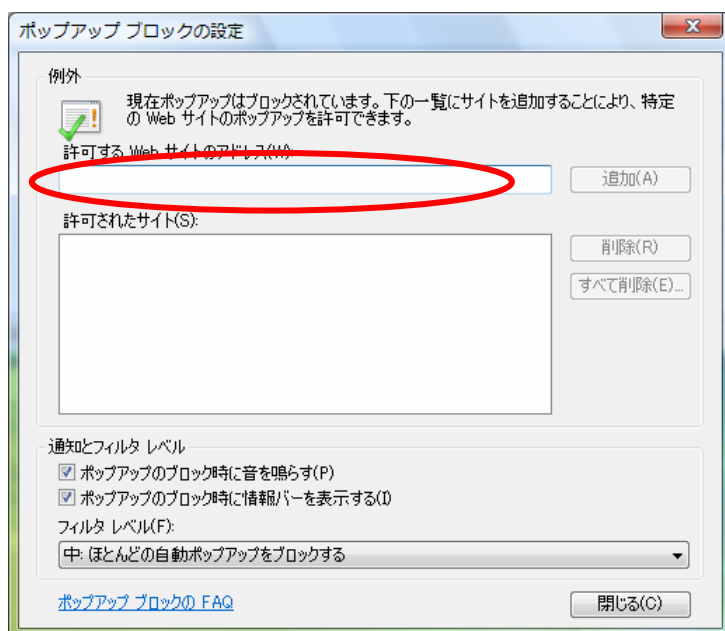 ポップアップ ブロックの設定
例外
現在ポップアップはブロックされています。下の一覧にサイトを追加することにより、特定
の Web サイトのポップアップを許可できます。
許可する Web サイトのアドレス(W):
追加(A)
許可されたサイト(S):
削除(R)
すべて削除(E)...
通知とフィルタ レベル
ポップアップのブロック時に音を鳴らす(P)
ポップアップのブロック時に情報バーを表示する(I)
フィルタ レベル(F):
中: ほとんどの自動ポップアップをブロックする
ポップアップ ブロックの FAQ
閉じる(C)